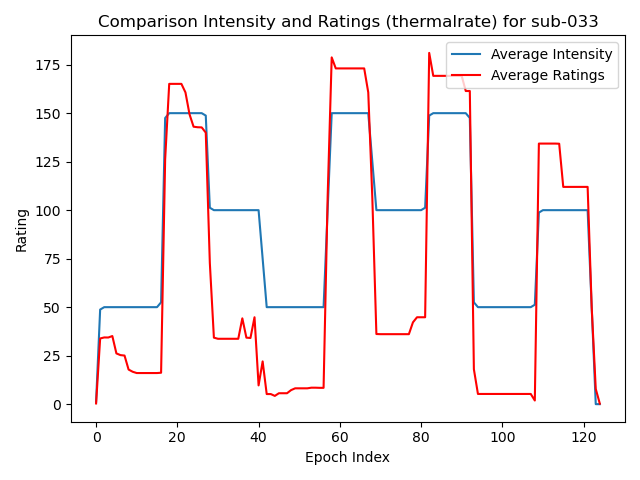 Comparison Intensity and Ratings (thermalrate) for sub-033
Average Intensity
Average Ratings
Rating
175
150
125
100
75
50
25
0
0 20 40 60 80 100 120
Epoch Index